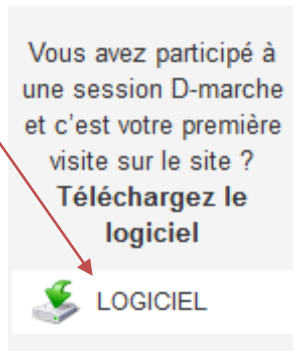 Vous avez participé à
une session D-marche
et c'est votre première
visite sur le site ?
Téléchargez le
logiciel
LOGICIEL